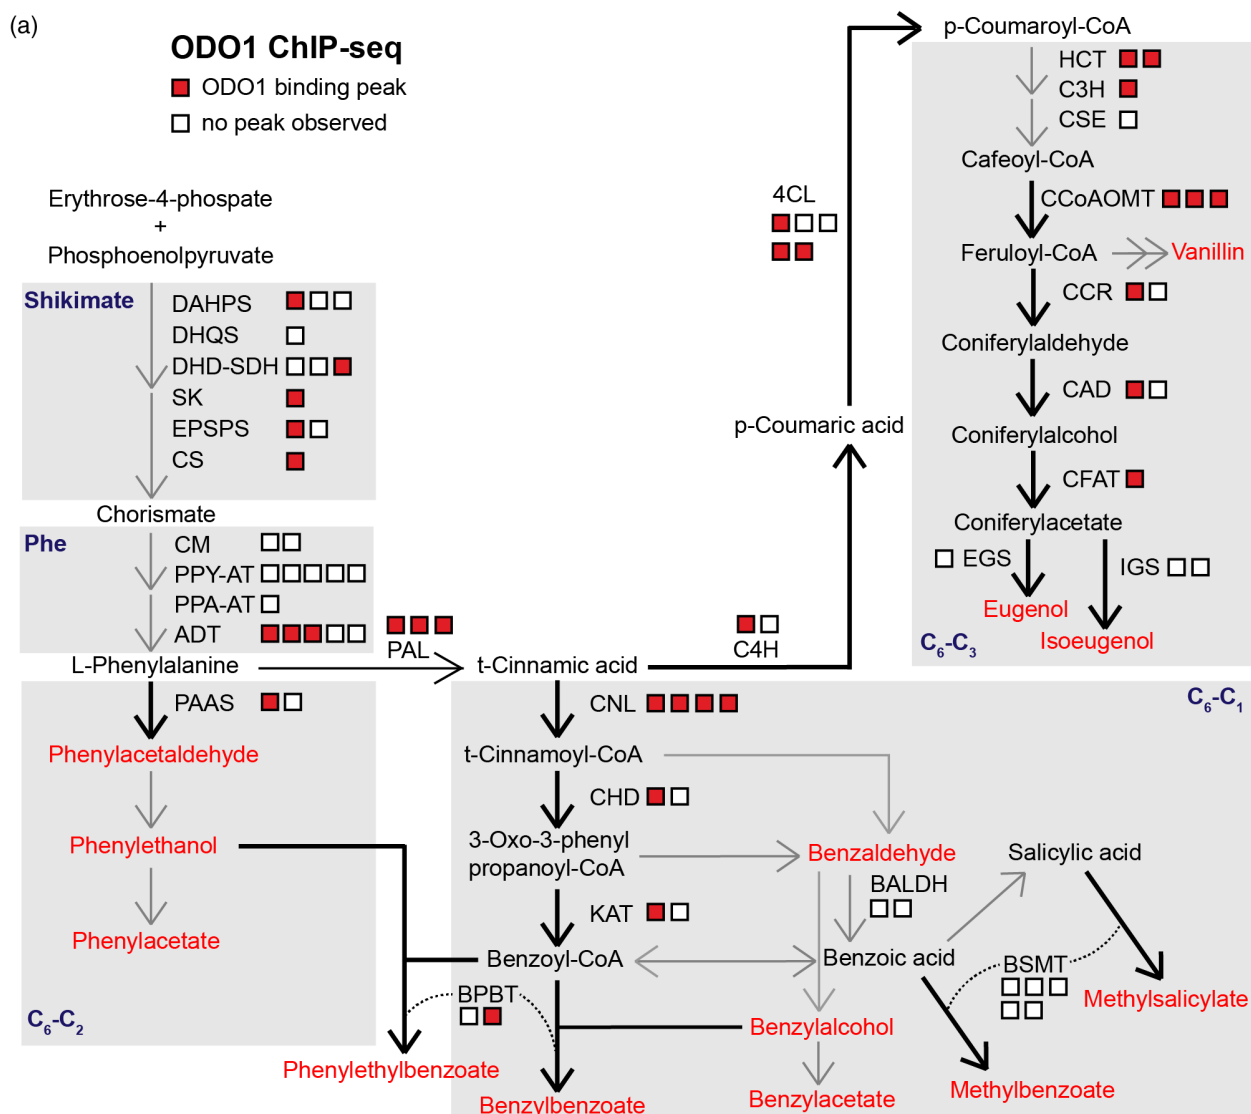 (a)
ODO1 ChIP-seq
ODO1 binding peak
no peak observed
Erythrose-4-phospate
+
Phosphoenolpyruvate
Shikimate
DAHPS
DHQS
DHD-SDH
SK
EPSPS
CS
Chorismate
Phe
CM
PPY-AT
PPA-AT
ADT
L-Phenylalanine
PAL
t-Cinnamic acid
C4H
p-Coumaric acid
4CL
p-Coumaroyl-CoA
HCT
C3H
CSE
Cafeoyl-CoA
CCoAOMT
Feruloyl-CoA
Vanillin
CCR
Coniferylaldehyde
CAD
Coniferylalcohol
CFAT
Coniferylacetate
EGS
IGS
Eugenol
Isoeugenol
C6-C3
PAAS
Phenylacetaldehyde
Phenylethanol
Phenylacetate
C6-C2
Phenylethylbenzoate
C6-C1
CNL
t-Cinnamoyl-CoA
CHD
3-Oxo-3-phenyl
propanoyl-CoA
Benzaldehyde
Salicylic acid
BALDH
KAT
Benzoyl-CoA
Benzoic acid
BPBT
BSMT
Methylsalicylate
Benzylalcohol
Benzylbenzoate
Benzylacetate
Methylbenzoate